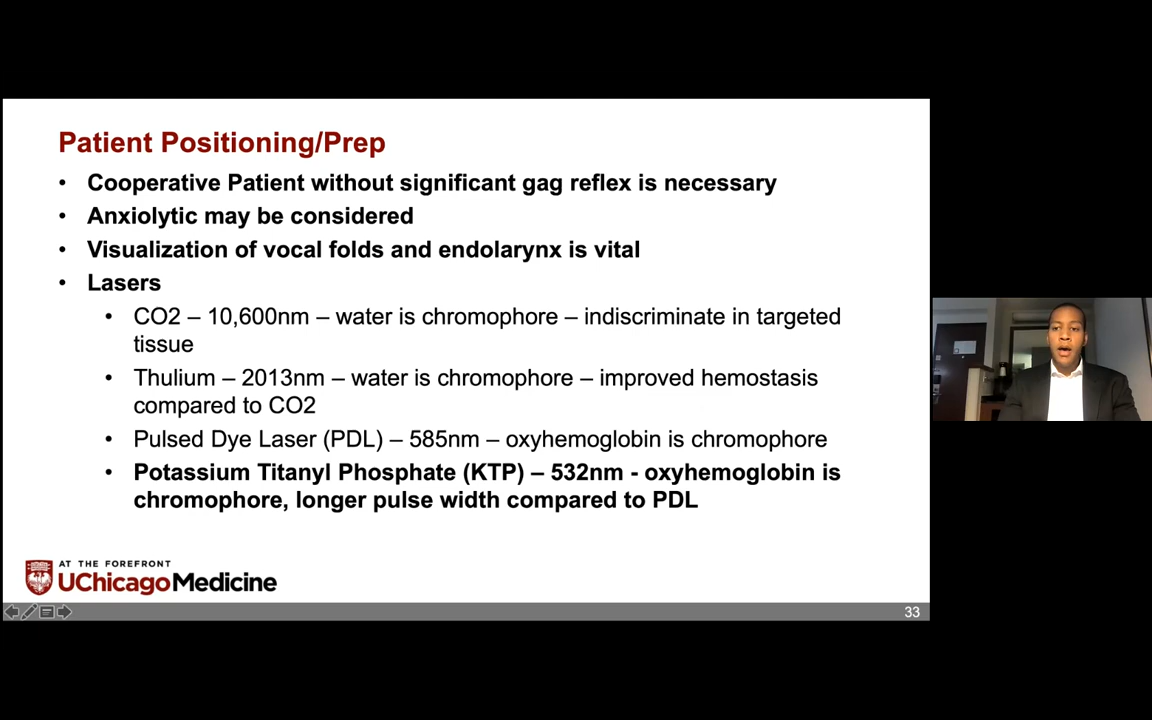 Patient Positioning/Prep
• Cooperative Patient without significant gag reflex is necessary
• Anxiolytic may be considered
• Visualization of vocal folds and endolarynx is vital
• Lasers
• CO2 – 10,600nm – water is chromophore – indiscriminate in targeted
tissue
• Thulium – 2013nm – water is chromophore – improved hemostasis
compared to CO2
• Pulsed Dye Laser (PDL) – 585nm – oxyhemoglobin is chromophore
• Potassium Titanyl Phosphate (KTP) – 532nm - oxyhemoglobin is
chromophore, longer pulse width compared to PDL
AT THE FOREFRONT
UChicagoMedicine
33